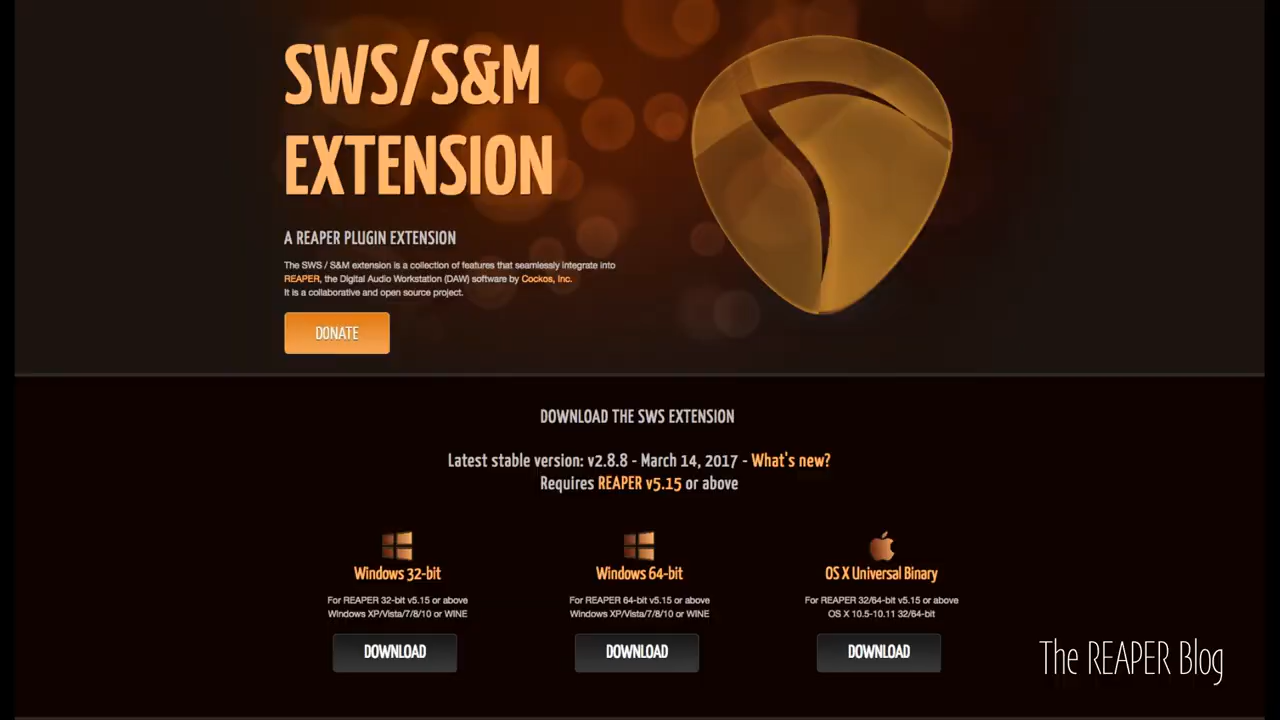 SWS/S&M
EXTENSION
A REAPER PLUGIN EXTENSION
The SWS / S&M extension is a collection of features that seamlessly integrate into
REAPER, the Digital Audio Workstation (DAW) software by Cockos, Inc.
It is a collaborative and open source project.
DONATE
DOWNLOAD THE SWS EXTENSION
Latest stable version: v2.8.8 - March 14, 2017 - What's new?
Requires REAPER v5.15 or above
Windows 32-bit
For REAPER 32-bit v5.15 or above
Windows XP/Vista/7/8/10 or WINE
DOWNLOAD
Windows 64-bit
For REAPER 64-bit v5.15 or above
Windows XP/Vista/7/8/10 or WINE
DOWNLOAD
OS X Universal Binary
For REAPER 32/64-bit v5.15 or above
OS X 10.5-10.11 32/64-bit
DOWNLOAD
The REAPER Blog